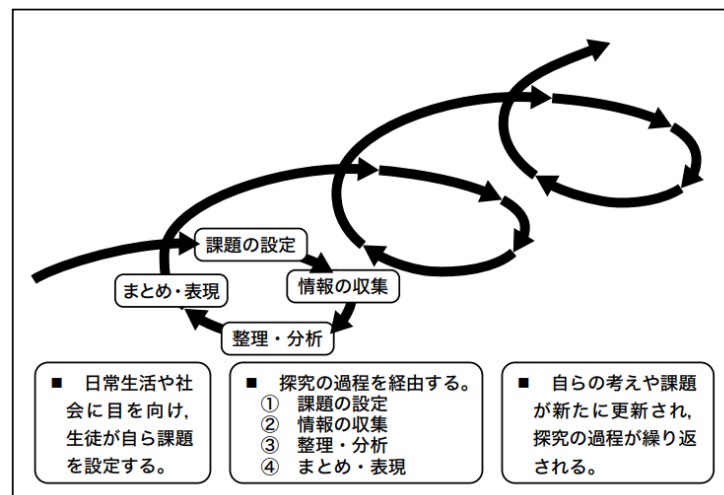 課題の設定
まとめ・表現
情報の収集
整理・分析
■ 日常生活や社
会に目を向け,
生徒が自ら課題
を設定する。
■ 探究の過程を経由する。
① 課題の設定
② 情報の収集
③ 整理・分析
④ まとめ・表現
■ 自らの考えや課題
が新たに更新され,
探究の過程が繰り返
される。